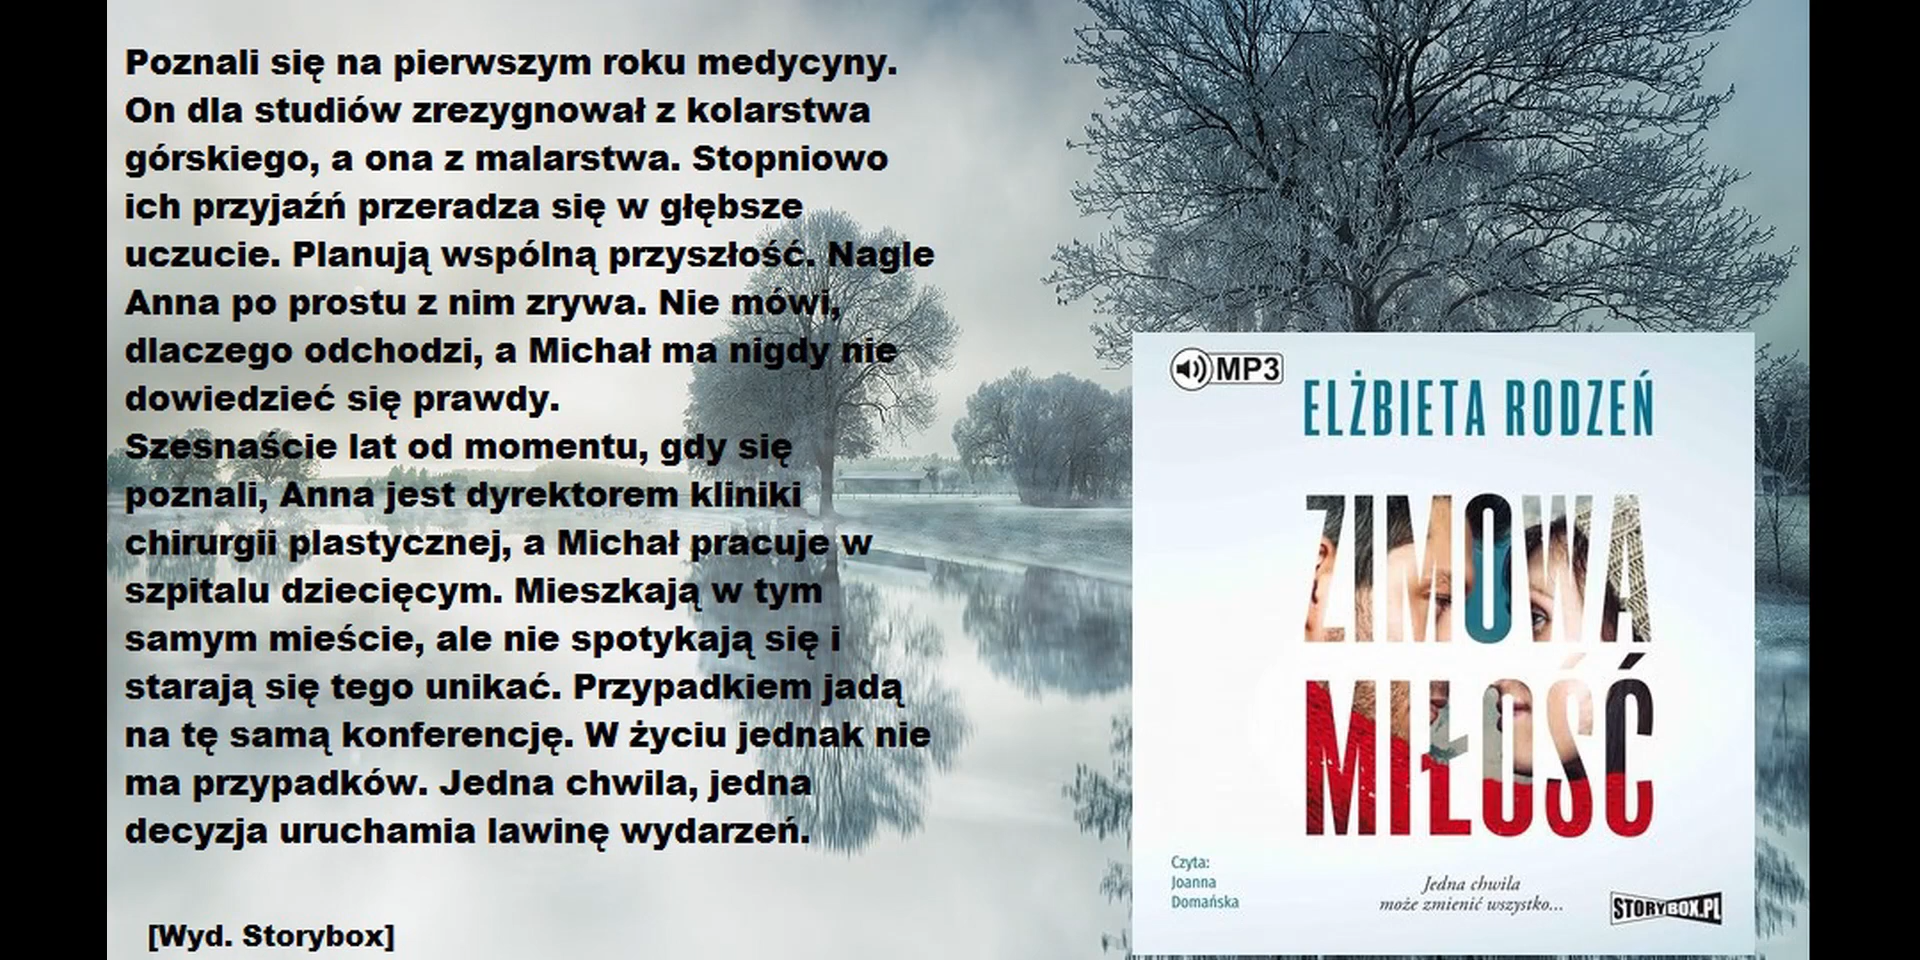 Poznali się na pierwszym roku medycyny.
On dla studiów zrezygnował z kolarstwa
górskiego, a ona z malarstwa. Stopniowo
ich przyjaźń przeradza się w głębsze
uczucie. Planują wspólną przyszłość. Nagle
Anna po prostu z nim zrywa. Nie mówi,
dlaczego odchodzi, a Michał ma nigdy nie
dowiedzieć się prawdy.
Szesnaście lat od momentu, gdy się
poznali, Anna jest dyrektorem kliniki
chirurgii plastycznej, a Michał pracuje w
szpitalu dziecięcym. Mieszkają w tym
samym mieście, ale nie spotykają się i
starają się tego unikać. Przypadkiem jadą
na tę samą konferencję. W życiu jednak nie
ma przypadków. Jedna chwila, jedna
decyzja uruchamia lawinę wydarzeń.
[Wyd. Storybox]
MP3
ELŻBIETA RODZEŃ
ZIMOWA
MIŁOŚĆ
Czyta:
Joanna
Domańska
Jedna chwila
może zmienić wszystko...
STORYBOX.PL